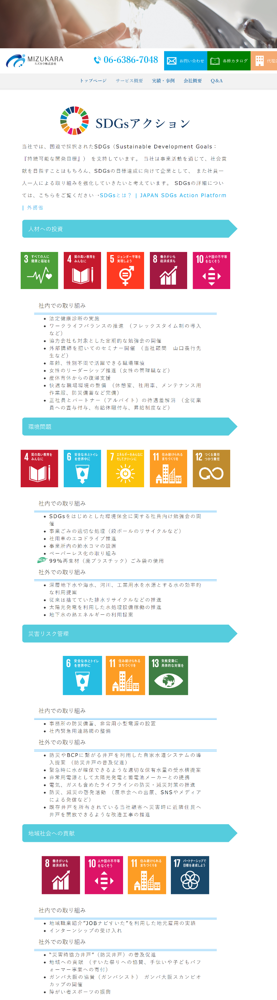 MIZUKARA
ミズカラ株式会社
06-6386-7048
お問い合わせ
各種カタログ
代理店
トップページ サービス概要 実績・事例 会社概要 Q&A
SDGsアクション
当社では、国連で採択されたSDGs（Sustainable Development Goals：
『持続可能な開発目標』） を支持しています。 当社は事業活動を通じて、社会貢
献を目指すことはもちろん、SDGsの目標達成に向けて企業として、 また社員一
人一人による取り組みを強化していきたいと考えています。 SDGsの詳細につい
ては、こちらをご覧ください→SDGsとは？ | JAPAN SDGs Action Platform
| 外務省
人材への投資
3 すべての人に
健康と福祉を
4 質の高い教育を
みんなに
5 ジェンダー平等を
実現しよう
8 働きがいも
経済成長も
10 人や国の不平等
をなくそう
社内での取り組み
法定健康診断の実施
ワークライフバランスの推進 （フレックスタイム制の導入
など）
協力会社も対象とした定期的な勉強会の開催
外部講師を招いてのセミナー開催 （当社顧問　山口義行先
生など）
年齢、性別不問で活躍できる職場環境
女性のリーダーシップ推進（女性の管理職など）
産休育休からの復帰支援
快適な職場環境の整備 （休憩室、社用車、メンテナンス用
作業服、防災備蓄など完備）
正社員とパートナー（アルバイト）の待遇差解消 （全従業
員への賞与付与、有給休暇付与、昇給制度など）
環境問題
4 質の高い教育を
みんなに
6 安全な水とトイレ
を世界中に
7 エネルギーをみんなに
そしてクリーンに
11 住み続けられる
まちづくりを
12 つくる責任
つかう責任
社内での取り組み
SDGsをはじめとした環境保全に関する社員向け勉強会の開
催
事業ごみの適切な処理（段ボールのリサイクルなど）
社用車のエコドライブ推進
事業所内の節水コマの設置
ペーパーレス化の取り組み
NEW 99%再生材（廃プラスチック）ごみ袋の使用
社外での取り組み
深層地下水や海水、河川、工業用水を水源とする水の効率的
な利用提案
従来は捨てていた排水リサイクルなどの推進
太陽光発電を利用した水処理設備稼働の推進
地下水の熱エネルギーの利用提案
災害リスク管理
6 安全な水とトイレ
を世界中に
11 住み続けられる
まちづくりを
13 気候変動に
具体的な対策を
社内での取り組み
事務所の防災備蓄、非常用小型電源の設置
社内緊急用連絡網の整備
社外での取り組み
防災やBCPに繋がる井戸を利用した自家水道システムの導
入提案 （防災井戸の普及促進）
緊急時に水が確保できるような適切な保有水量の受水槽提案
非常用電源として太陽光発電と蓄電池メーカーとの提携
電気、ガスも含めたライフラインの防災・減災対策の推進
防災、減災の啓発活動 （展示会への出展、SNSやメディア
による発信など）
既存井戸を所有されている当社顧客へ災害時に近隣住民へ
井戸を開放できるような改造工事の推進
地域社会への貢献
8 働きがいも
経済成長も
10 人や国の不平等
をなくそう
11 住み続けられる
まちづくりを
17 パートナーシップで
目標を達成しよう
社内での取り組み
地域職業紹介”JOBナビすいた”を利用した地元雇用の実績
インターンシップの受け入れ
社外での取り組み
“災害時協力井戸”（防災井戸）の普及促進
地域への貢献 （すいた祭りへの協賛、手伝いや子どもパフ
ォーマー事業への寄付）
ガンバ大阪の協賛（ガンバシスト） ガンバ大阪スカンビオ
カップの開催
障がい者スポーツの振興